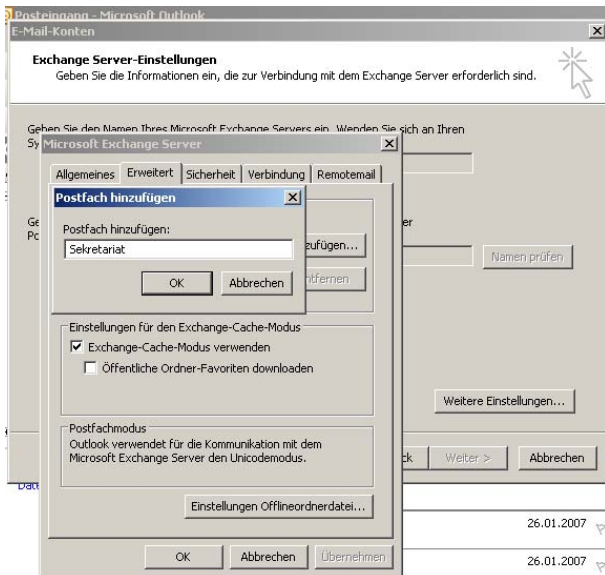 Posteingang - Microsoft Outlook
E-Mail-Konten
Exchange Server-Einstellungen
Geben Sie die Informationen ein, die zur Verbindung mit dem Exchange Server erforderlich sind.
Geben Sie den Namen Ihres Microsoft Exchange Servers ein. Wenden Sie sich an Ihren
Sy
Microsoft Exchange Server
Allgemeines Erweitert Sicherheit Verbindung Remotemail
Postfach hinzufügen
Postfach hinzufügen:
Sekretariat
OK Abbrechen
zufügen...
ntfernen
Ge er
Po
Namen prüfen
Einstellungen für den Exchange-Cache-Modus
Exchange-Cache-Modus verwenden
Öffentliche Ordner-Favoriten downloaden
Weitere Einstellungen...
Postfachmodus
Outlook verwendet für die Kommunikation mit dem
Microsoft Exchange Server den Unicodemodus.
ck Weiter > Abbrechen
Date
Einstellungen Offlineordnerdatei...
26.01.2007
OK Abbrechen Übernehmen
26.01.2007